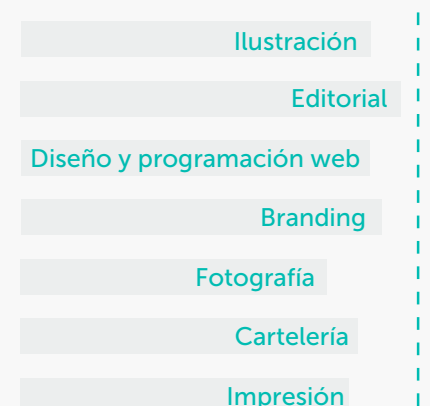 Ilustración
Editorial
Diseño y programación web
Branding
Fotografía
Cartelería
Impresión